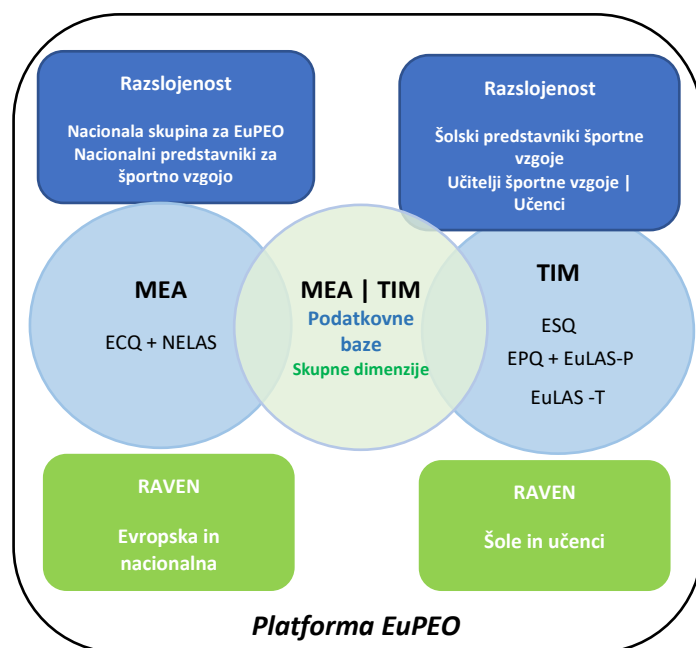 Razslojenost
Nacionala skupina za EuPEO
Nacionalni predstavniki za
športno vzgojo
Razslojenost
Šolski predstavniki športne
vzgoje
Učitelji športne vzgoje |
Učenci
MEA
ECQ + NELAS
MEA | TIM
Podatkovne
baze
Skupne dimenzije
TIM
ESQ
EPQ + EuLAS-P
EuLAS -T
RAVEN
Evropska in
nacionalna
RAVEN
Šole in učenci
Platforma EuPEO